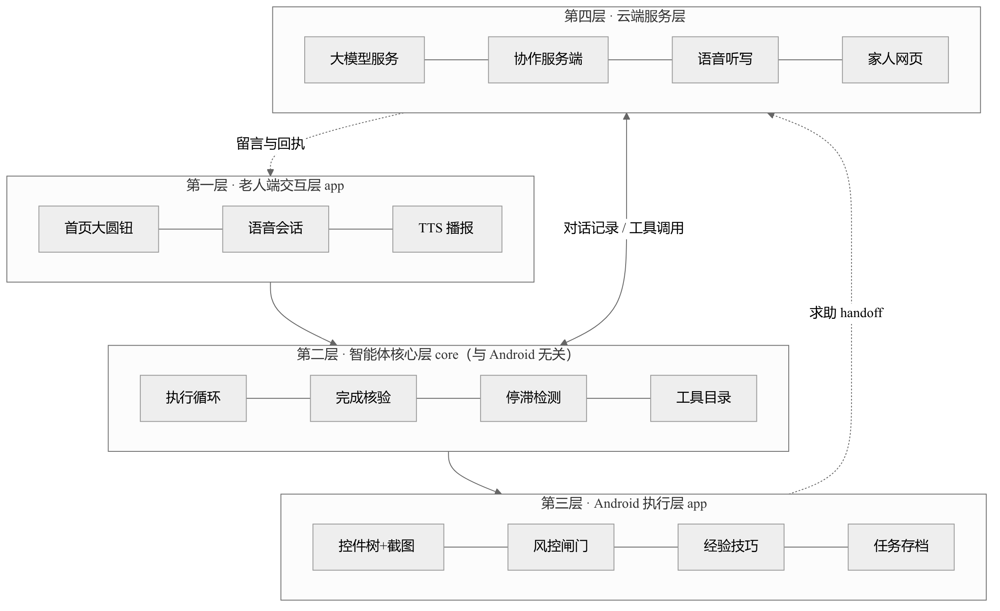 第四层 · 云端服务层
大模型服务
协作服务端
语音听写
家人网页
留言与回执
第一层 · 老人端交互层 app
首页大圆钮
语音会话
TTS 播报
对话记录 / 工具调用
求助 handoff
第二层 · 智能体核心层 core（与 Android 无关）
执行循环
完成核验
停滞检测
工具目录
第三层 · Android 执行层 app
控件树+截图
风控闸门
经验技巧
任务存档